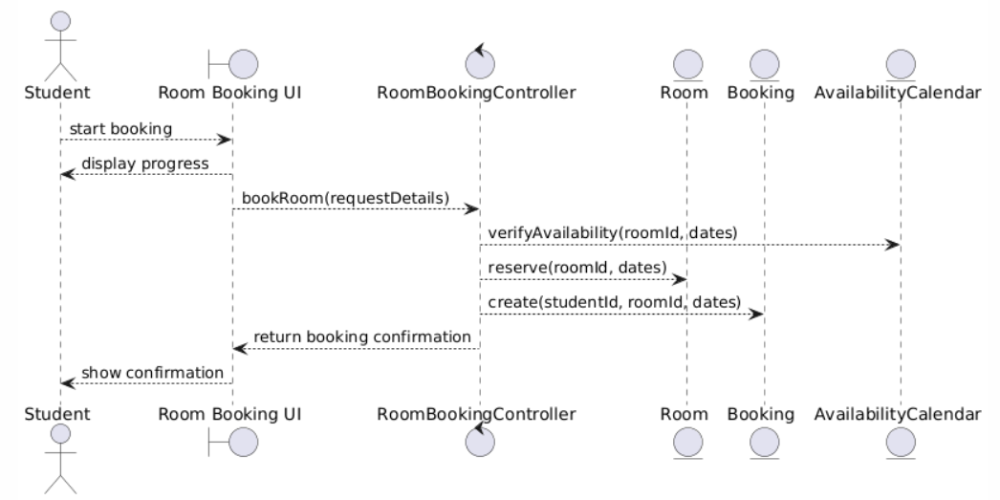 Student
Room Booking UI
RoomBookingController
Room
Booking
AvailabilityCalendar
start booking
display progress
bookRoom(requestDetails)
verifyAvailability(roomId, dates)
reserve(roomId, dates)
create(studentId, roomId, dates)
return booking confirmation
show confirmation
Student
Room Booking UI
RoomBookingController
Room
Booking
AvailabilityCalendar